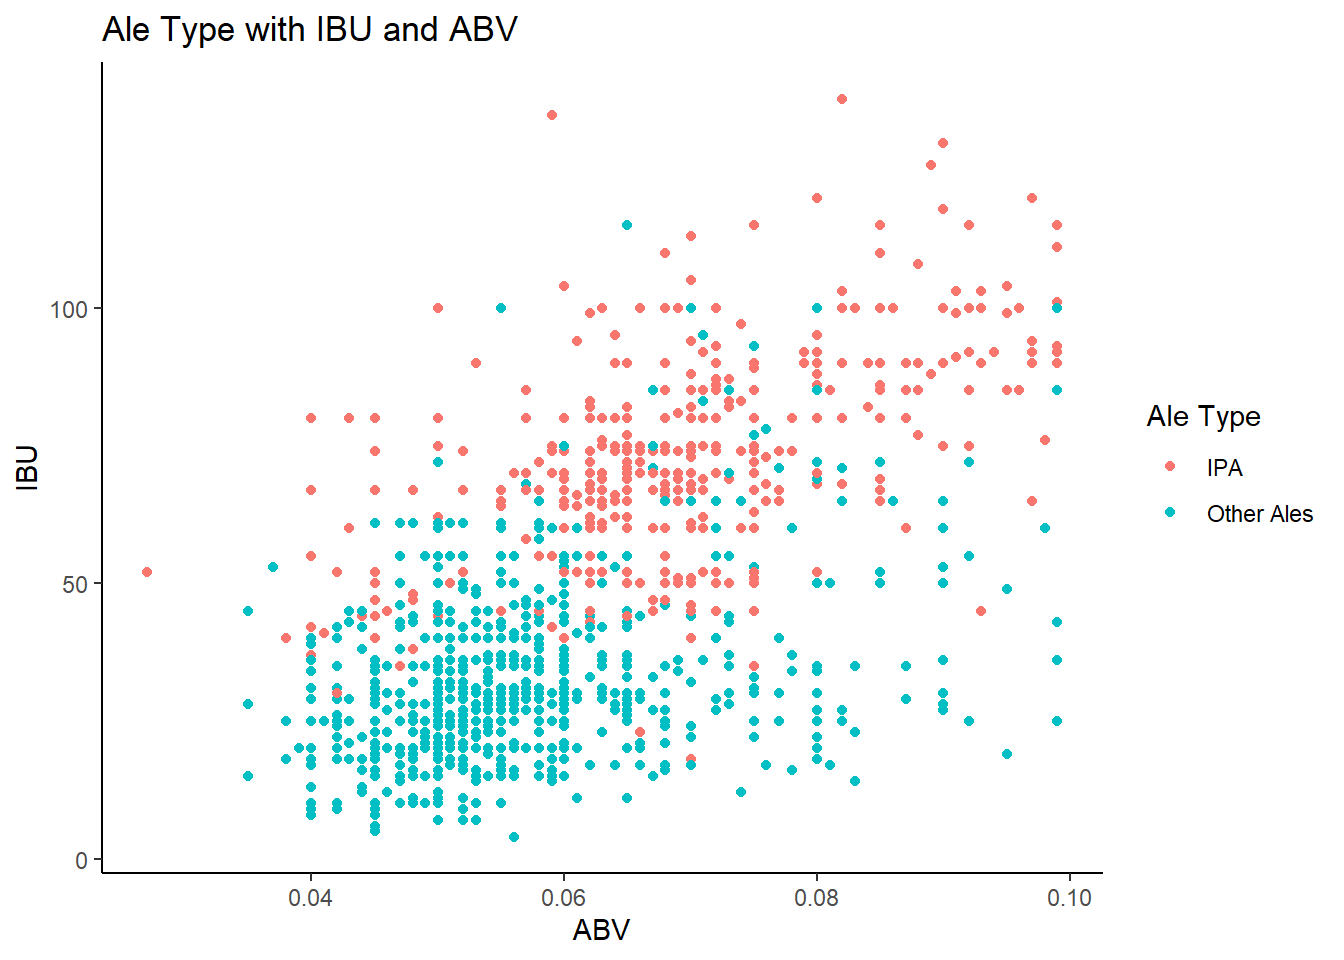 Ale Type with IBU and ABV
IBU
100
50
0
0.04
0.06
0.08
0.10
ABV
Ale Type
IPA
Other Ales